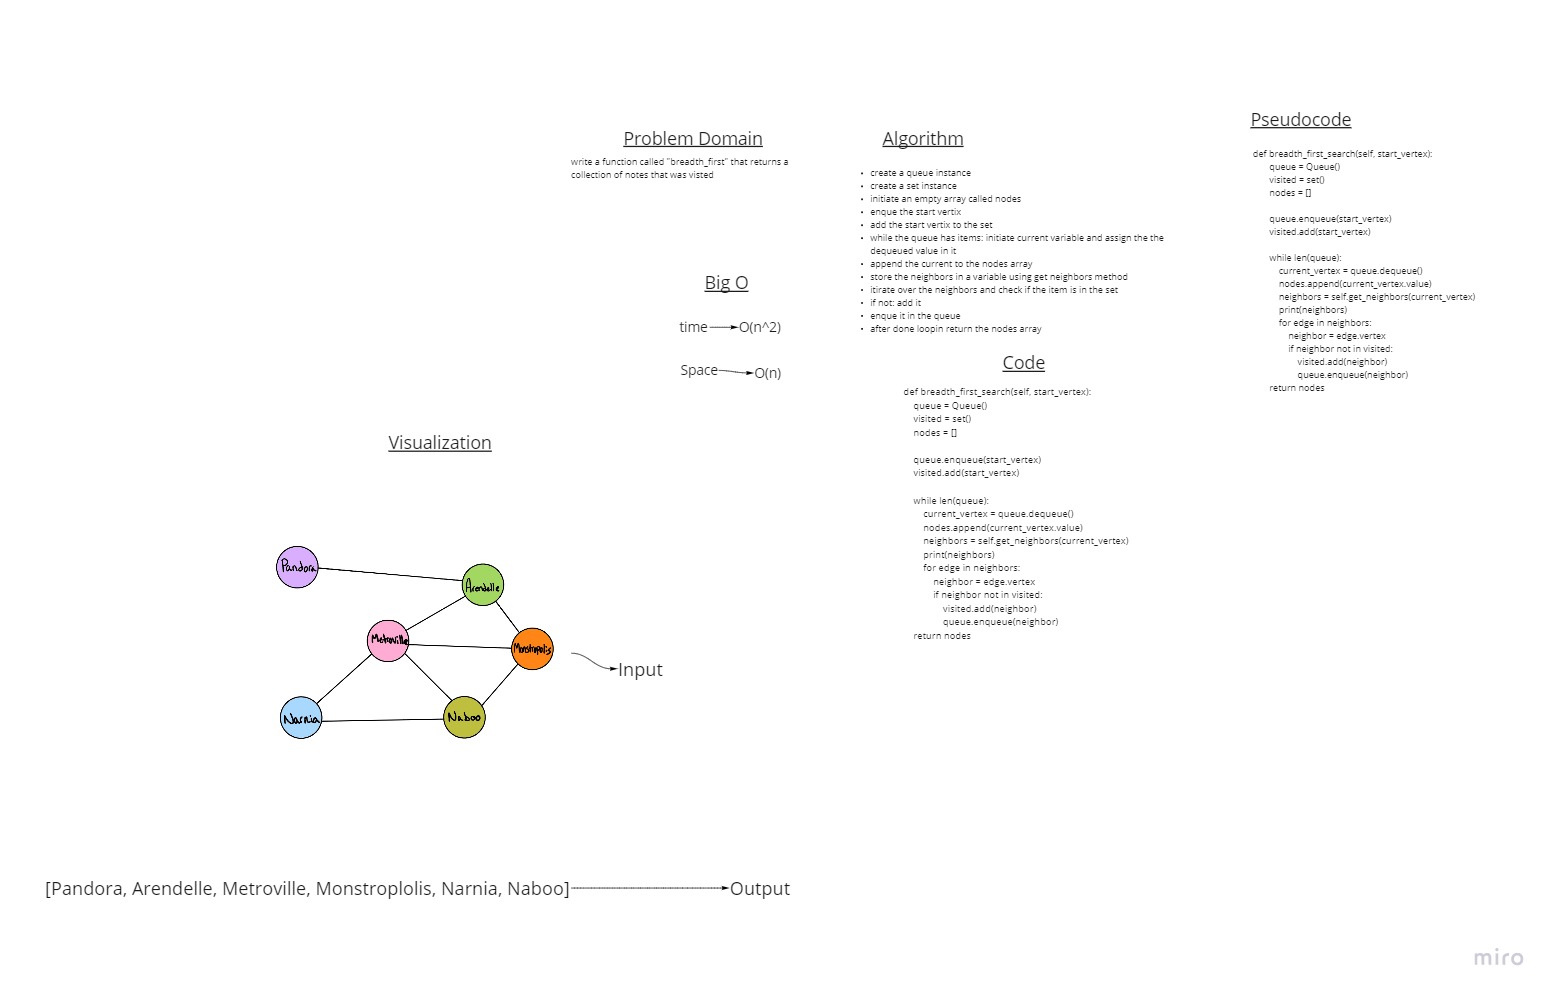 Problem Domain
write a function called "breadth_first" that returns a
collection of notes that was visted
Big O
time O(n^2)
Space O(n)
Algorithm
• create a queue instance
• create a set instance
• initiate an empty array called nodes
• enque the start vertix
• add the start vertix to the set
• while the queue has items: initiate current variable and assign the the
dequeued value in it
• append the current to the nodes array
• store the neighbors in a variable using get neighbors method
• itirate over the neighbors and check if the item is in the set
• if not: add it
• enque it in the queue
• after done loopin return the nodes array
Code
def breadth_first_search(self, start_vertex):
queue = Queue()
visited = set()
nodes = []
queue.enqueue(start_vertex)
visited.add(start_vertex)
while len(queue):
current_vertex = queue.dequeue()
nodes.append(current_vertex.value)
neighbors = self.get_neighbors(current_vertex)
print(neighbors)
for edge in neighbors:
neighbor = edge.vertex
if neighbor not in visited:
visited.add(neighbor)
queue.enqueue(neighbor)
return nodes
Pseudocode
def breadth_first_search(self, start_vertex):
queue = Queue()
visited = set()
nodes = []
queue.enqueue(start_vertex)
visited.add(start_vertex)
while len(queue):
current_vertex = queue.dequeue()
nodes.append(current_vertex.value)
neighbors = self.get_neighbors(current_vertex)
print(neighbors)
for edge in neighbors:
neighbor = edge.vertex
if neighbor not in visited:
visited.add(neighbor)
queue.enqueue(neighbor)
return nodes
Visualization
Pandora
Arendelle
Metroville
Monstropolis
Narnia
Naboo
Input
[Pandora, Arendelle, Metroville, Monstroplolis, Narnia, Naboo] Output
miro